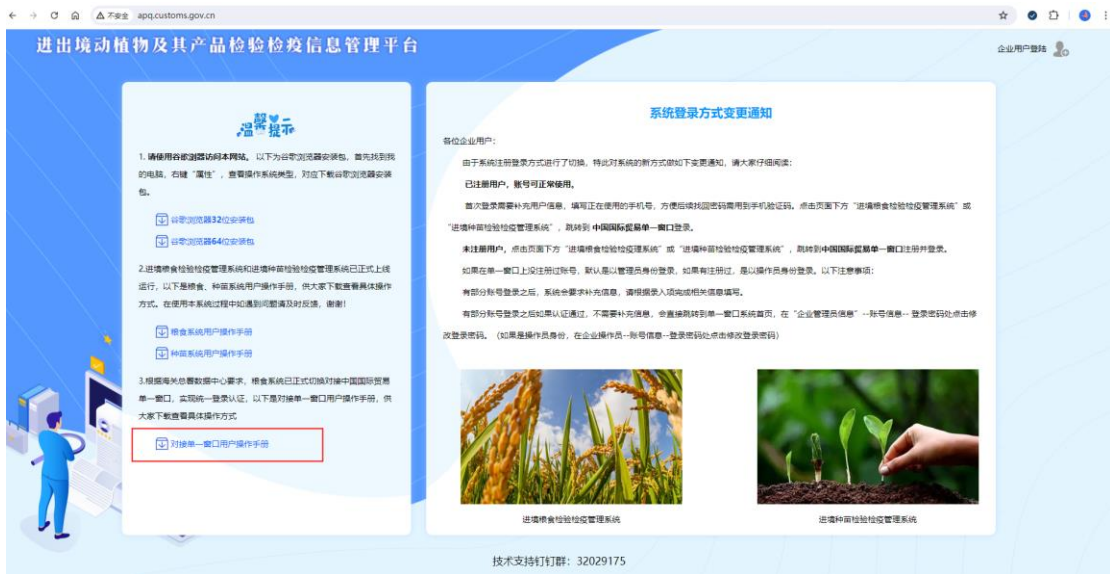 不安全 apq.customs.gov.cn
进出境动植物及其产品检验检疫信息管理平台
企业用户登陆
温馨提示
1. 请使用谷歌浏器访问本网站。以下为谷歌浏览器安装包，首先找到我
的电脑，右键“属性”，查看操作系统类型，对应下载谷歌浏览器安装
包。
谷歌浏览器32位安装包
谷歌浏览器64位安装包
2.进境粮食检验检疫管理系统和进境种苗检验检疫管理系统已正式上线
运行，以下是粮食、种苗系统用户操作手册，供大家下载查看具体操作
方式。在使用本系统过程中如遇到问题请及时反馈，谢谢！
粮食系统用户操作手册
种苗系统用户操作手册
3.根据海关总署数据中心要求，粮食系统已正式切换对接中国国际贸易
单一窗口，实现统一登录认证，以下是对接单一窗口用户操作手册，供
大家下载查看具体操作方式
对接单一窗口用户操作手册
系统登录方式变更通知
各位企业用户：
由于系统注册登录方式进行了切换，特此对系统的新方式做如下变更通知，请大家仔细阅读：
已注册用户，账号可正常使用。
首次登录需要补充用户信息，填写正在使用的手机号，方便后续找回密码需用到手机验证码。点击页面下方“进境粮食检验检疫管理系统”或
“进境种苗检验检疫管理系统”，跳转到 中国国际贸易单一窗口登录。
未注册用户，点击页面下方“进境粮食检验检疫理系统”或“进境种苗检验检疫管理系统”，跳转到中国国际贸易单一窗口注册并登录。
如果在单一窗口上没注册过账号，默认是以管理员身份登录，如果有注册过，是以操作员身份登录。以下注意事项：
有部分账号登录之后，系统会要求补充信息，请根据录入项完成相关信息填写。
有部分账号登录之后如果认证通过，不需要补充信息，会直接跳转到单一窗口系统首页，在“企业管理员信息”--账号信息-- 登录密码处点击修
改登录密码。（如果是操作员身份，在企业操作员--账号信息--登录密码处点击修改登录密码）
进境粮食检验检疫管理系统
进境种苗检验检疫管理系统
技术支持钉钉群：32029175